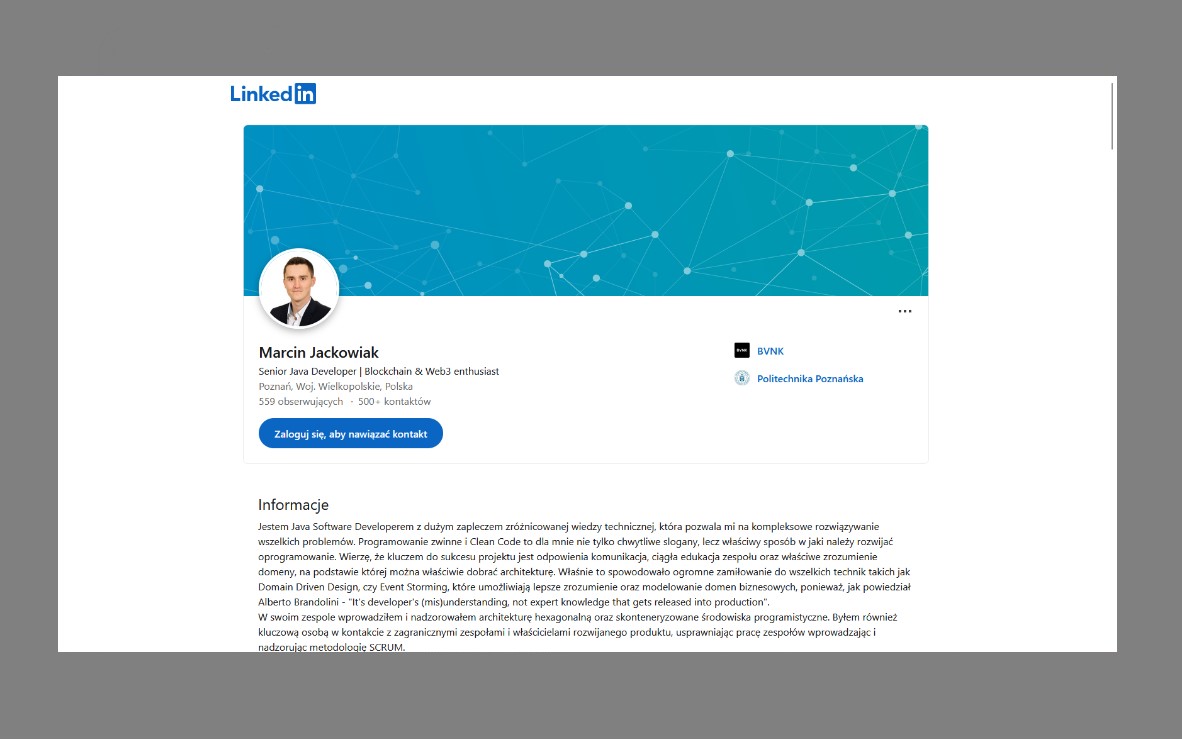 LinkedIn
Marcin Jackowiak
Senior Java Developer | Blockchain & Web3 enthusiast
Poznań, Woj. Wielkopolskie, Polska
559 obserwujących · 500+ kontaktów
Zaloguj się, aby nawiązać kontakt
BVNK
BVNK
Politechnika Poznańska
Informacje
Jestem Java Software Developerem z dużym zapleczem zróżnicowanej wiedzy technicznej, która pozwala mi na kompleksowe rozwiązywanie
wszelkich problemów. Programowanie zwinne i Clean Code to dla mnie nie tylko chwytliwe slogany, lecz właściwy sposób w jaki należy rozwijać
oprogramowanie. Wierzę, że kluczem do sukcesu projektu jest odpowienia komunikacja, ciągła edukacja zespołu oraz właściwe zrozumienie
domeny, na podstawie której można właściwie dobrać architekturę. Właśnie to spowodowało ogromne zamiłowanie do wszelkich technik takich jak
Domain Driven Design, czy Event Storming, które umożliwiają lepsze zrozumienie oraz modelowanie domen biznesowych, ponieważ, jak powiedział
Alberto Brandolini - "It's developer's (mis)understanding, not expert knowledge that gets released into production".
W swoim zespole wprowadziłem i nadzorowałem architekturę hexagonalną oraz skonteneryzowane środowiska programistyczne. Byłem również
kluczową osobą w kontakcie z zagranicznymi zespołami i właścicielami rozwijanego produktu, usprawniając pracę zespołów wprowadzając i
nadzorując metodologię SCRUM.